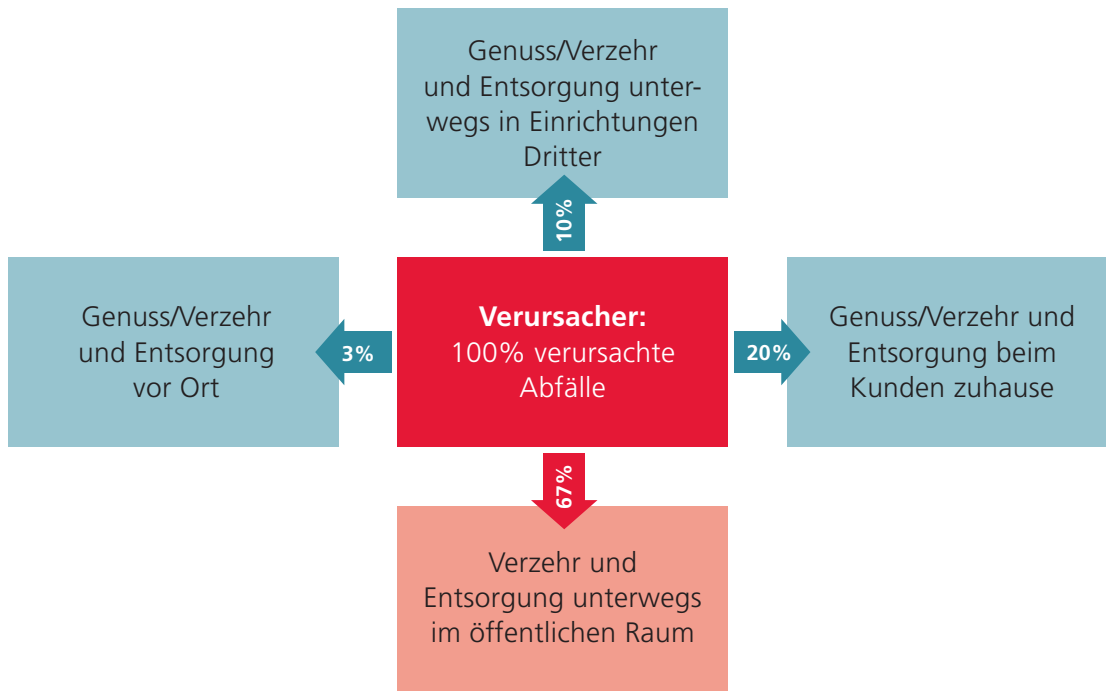 Genuss/Verzehr
und Entsorgung unter-
wegs in Einrichtungen
Dritter
10%
Genuss/Verzehr
und Entsorgung
vor Ort
3%
Verursacher:
100% verursachte
Abfälle
20%
Genuss/Verzehr und
Entsorgung beim
Kunden zuhause
67%
Verzehr und
Entsorgung unterwegs
im öffentlichen Raum